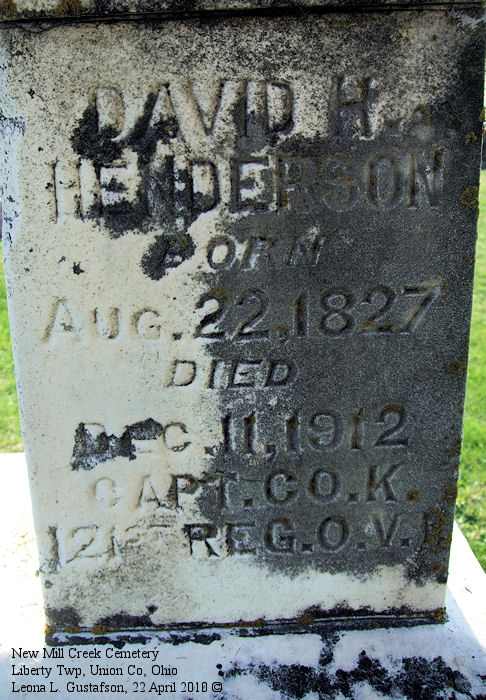 DAVID H.
HENDERSON
BORN
AUG. 22, 1827
DIED
DEC. 11, 1912
CAPT. CO. K.
121ST REG. O. V. I.
New Mill Creek Cemetery
Liberty Twp, Union Co, Ohio
Leona L. Gustafson, 22 April 2010 ©